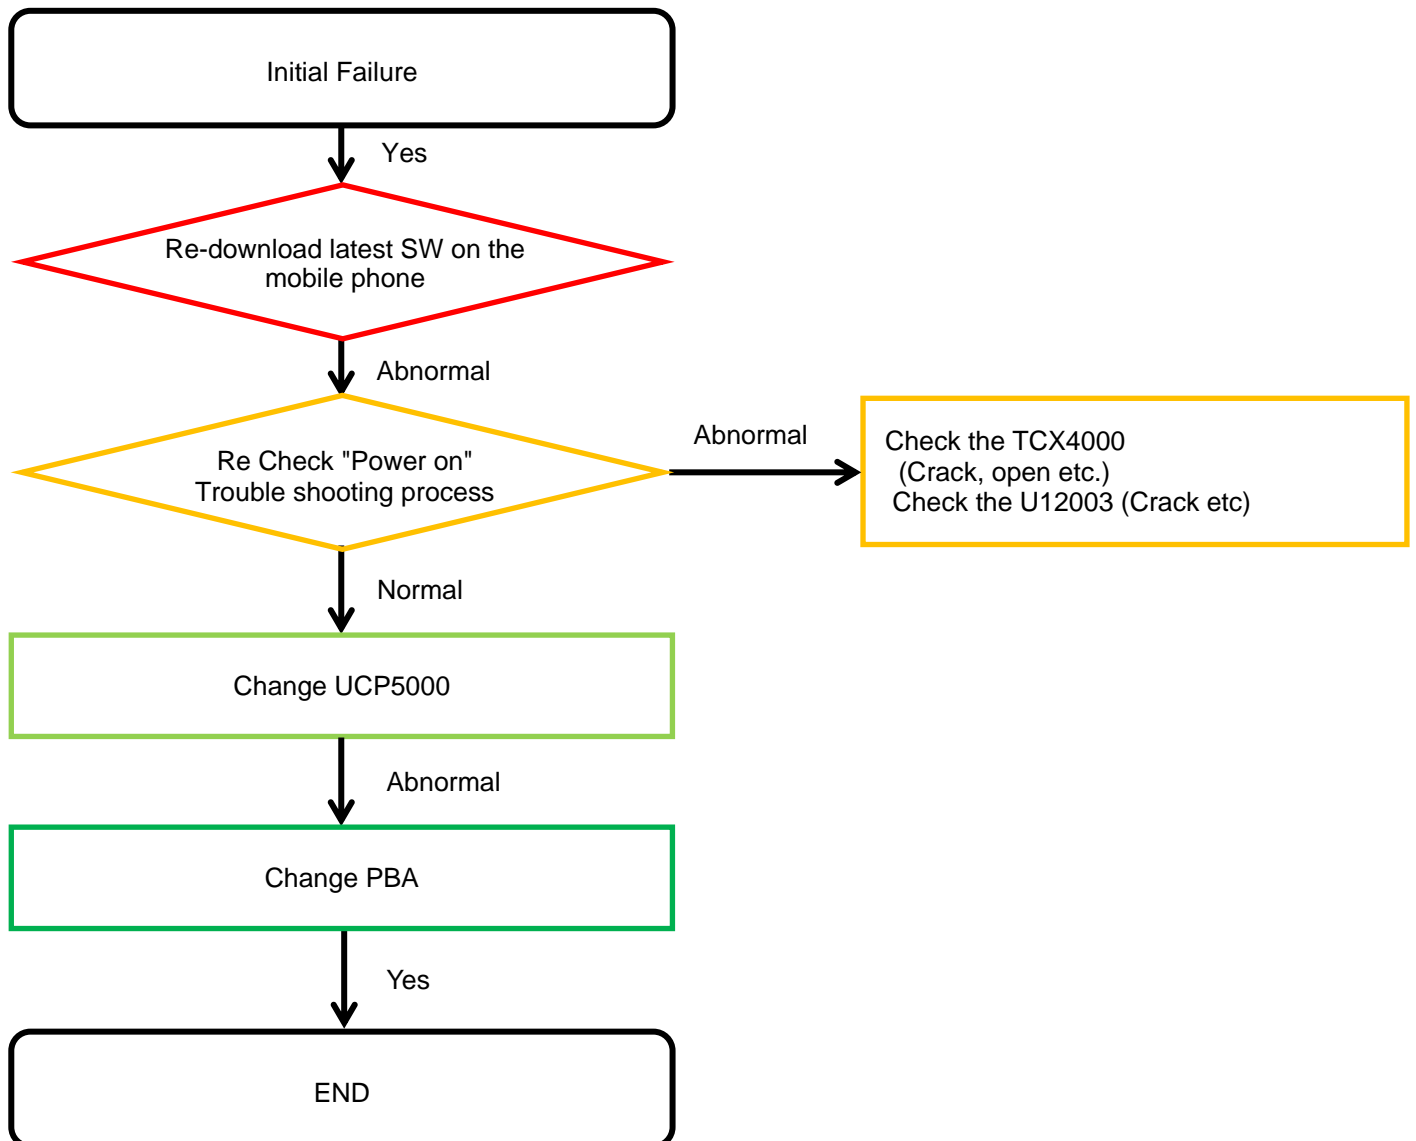 Initial Failure
Yes
Re-download latest SW on the
mobile phone
Abnormal
Re Check "Power on"
Trouble shooting process
Abnormal
Check the TCX4000
(Crack, open etc.)
Check the U12003 (Crack etc)
Normal
Change UCP5000
Abnormal
Change PBA
Yes
END